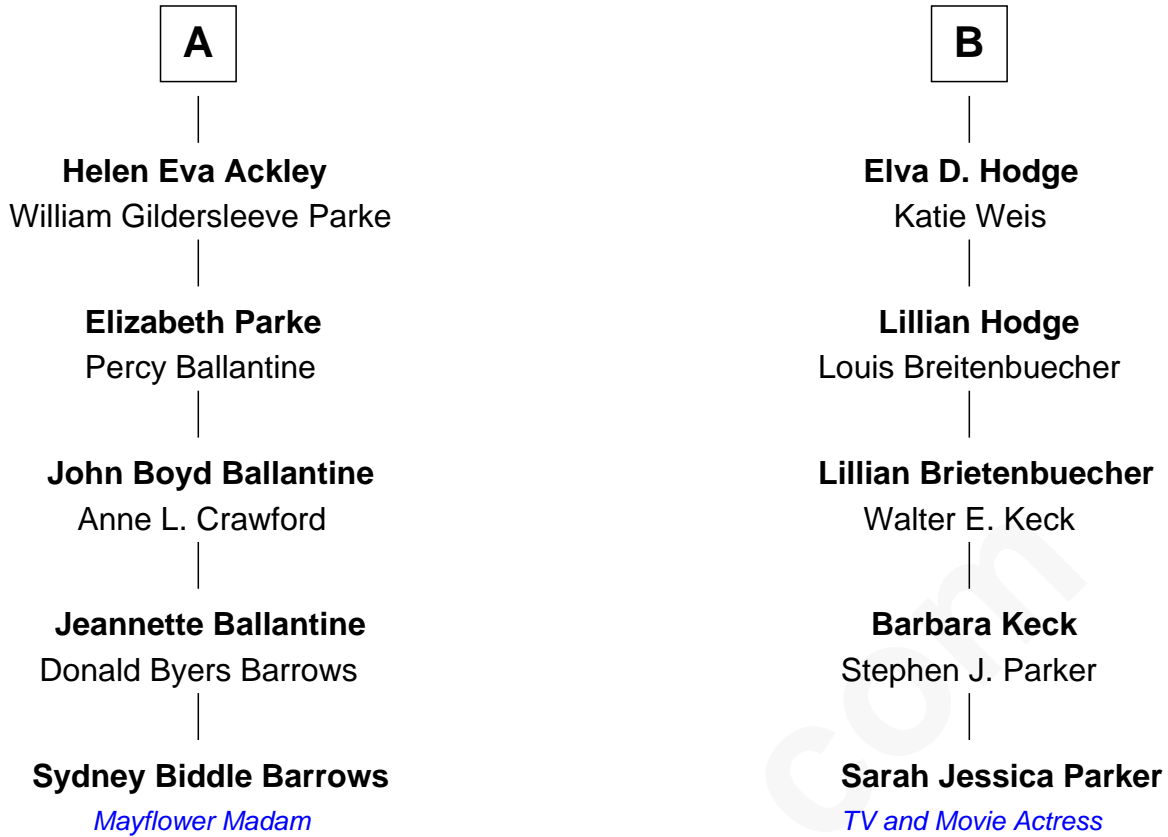 A
Helen Eva Ackley
William Gildersleeve Parke
Elizabeth Parke
Percy Ballantine
John Boyd Ballantine
Anne L. Crawford
Jeannette Ballantine
Donald Byers Barrows
Sydney Biddle Barrows
Mayflower Madam
B
Elva D. Hodge
Katie Weis
Lillian Hodge
Louis Breitenbuecher
Lillian Brietenbuecher
Walter E. Keck
Barbara Keck
Stephen J. Parker
Sarah Jessica Parker
TV and Movie Actress
com